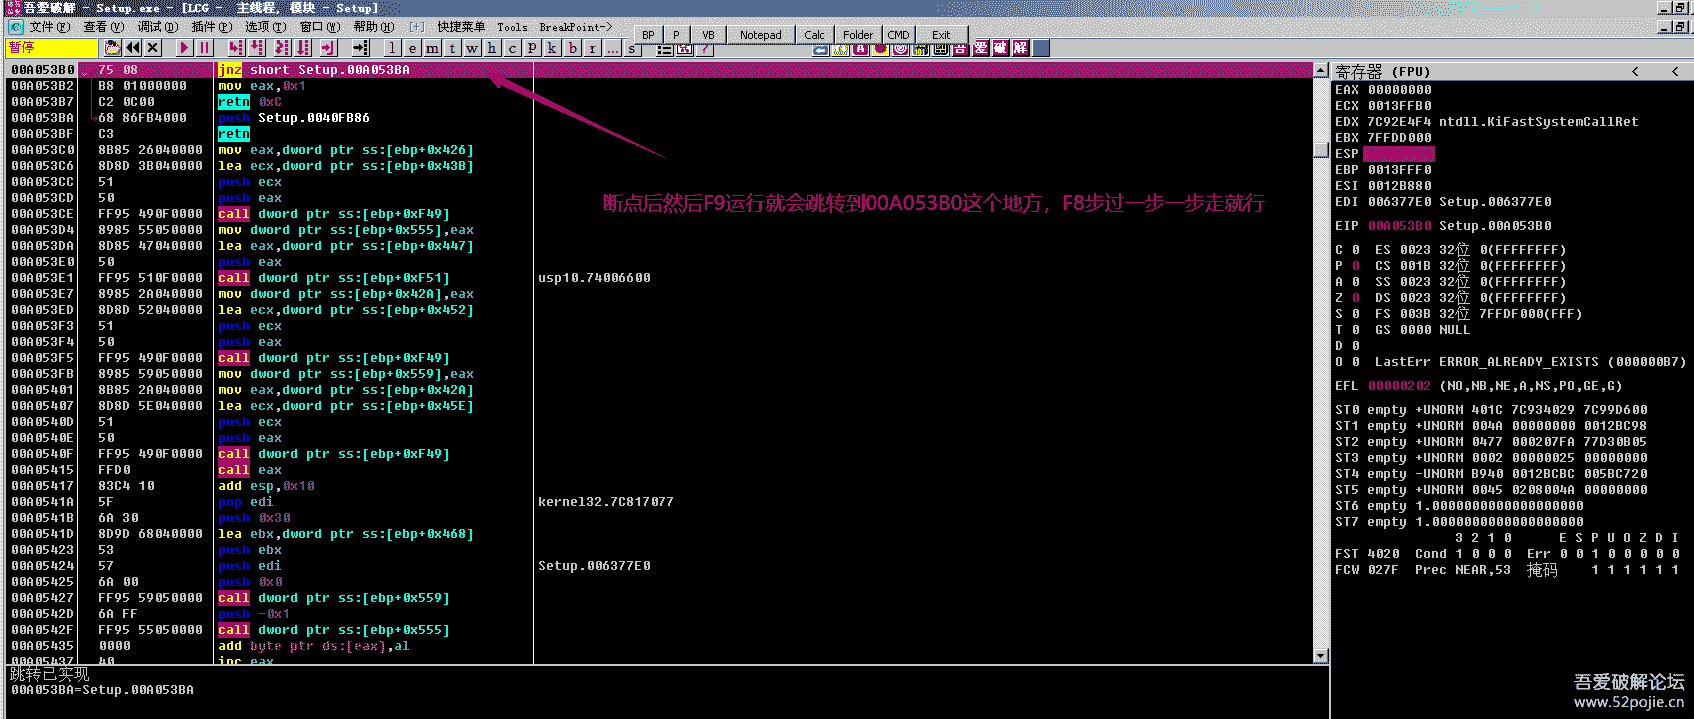 吾爱破解 - Setup.exe - [LCG -  主线程, 模块 - Setup]
文件(F) 查看(V) 调试(D) 插件(P) 选项(T) 窗口(W) 帮助(H) [+] 快捷菜单 Tools BreakPoint->
BP P VB Notepad Calc Folder CMD Exit
暂停 l e m t w h c P k b r ... s ? 吾 爱 破 解
00A053B0 75 08 jnz short Setup.00A053BA
00A053B2 B8 01000000 mov eax,0x1
00A053B7 C2 0C00 retn 0xC
00A053BA 68 86FB4000 push Setup.0040FB86
00A053BF C3 retn
00A053C0 8B85 26040000 mov eax,dword ptr ss:[ebp+0x426]
00A053C6 8D8D 3B040000 lea ecx,dword ptr ss:[ebp+0x43B]
00A053CC 51 push ecx
00A053CD 50 push eax
00A053CE FF95 490F0000 call dword ptr ss:[ebp+0xF49]
00A053D4 8985 55050000 mov dword ptr ss:[ebp+0x555],eax
00A053DA 8D85 47040000 lea eax,dword ptr ss:[ebp+0x447]
00A053E0 50 push eax
00A053E1 FF95 510F0000 call dword ptr ss:[ebp+0xF51] usp10.74006600
00A053E7 8985 2A040000 mov dword ptr ss:[ebp+0x42A],eax
00A053ED 8D8D 52040000 lea ecx,dword ptr ss:[ebp+0x452]
00A053F3 51 push ecx
00A053F4 50 push eax
00A053F5 FF95 490F0000 call dword ptr ss:[ebp+0xF49]
00A053FB 8985 59050000 mov dword ptr ss:[ebp+0x559],eax
00A05401 8B85 2A040000 mov eax,dword ptr ss:[ebp+0x42A]
00A05407 8D8D 5E040000 lea ecx,dword ptr ss:[ebp+0x45E]
00A0540D 51 push ecx
00A0540E 50 push eax
00A0540F FF95 490F0000 call dword ptr ss:[ebp+0xF49]
00A05415 FFD0 call eax
00A05417 83C4 10 add esp,0x10
00A0541A 5F pop edi kernel32.7C817077
00A0541B 6A 30 push 0x30
00A0541D 8D9D 68040000 lea ebx,dword ptr ss:[ebp+0x468]
00A05423 53 push ebx
00A05424 57 push edi Setup.006377E0
00A05425 6A 00 push 0x0
00A05427 FF95 59050000 call dword ptr ss:[ebp+0x559]
00A0542D 6A FF push -0x1
00A0542F FF95 55050000 call dword ptr ss:[ebp+0x555]
00A05435 0000 add byte ptr ds:[eax],al
00A05437 40 inc eax
断点后然后F9运行就会跳转到00A053B0这个地方，F8步过一步一步走就行
跳转已实现
00A053BA=Setup.00A053BA
寄存器 (FPU) < <
EAX 00000000
ECX 0013FFB0
EDX 7C92E4F4 ntdll.KiFastSystemCallRet
EBX 7FFDD000
ESP
EBP 0013FFF0
ESI 0012B880
EDI 006377E0 Setup.006377E0
EIP 00A053B0 Setup.00A053B0
C 0 ES 0023 32位 0(FFFFFFFF)
P 0 CS 001B 32位 0(FFFFFFFF)
A 0 SS 0023 32位 0(FFFFFFFF)
Z 0 DS 0023 32位 0(FFFFFFFF)
S 0 FS 003B 32位 7FFDF000(FFF)
T 0 GS 0000 NULL
D 0
O 0 LastErr ERROR_ALREADY_EXISTS (000000B7)
EFL 00000202 (NO,NB,NE,A,NS,PO,GE,G)
ST0 empty +UNORM 401C 7C934029 7C99D600
ST1 empty +UNORM 004A 00000000 0012BC98
ST2 empty +UNORM 0477 000207FA 77D30B05
ST3 empty +UNORM 0002 00000025 00000000
ST4 empty -UNORM B940 0012BCBC 005BC720
ST5 empty +UNORM 0045 0208004A 00000000
ST6 empty 1.0000000000000000000
ST7 empty 1.0000000000000000000
3 2 1 0 E S P U O Z D I
FST 4020 Cond 1 0 0 0 Err 0 0 1 0 0 0 0 0
FCW 027F Prec NEAR,53 掩码 1 1 1 1 1 1
吾爱破解论坛
www.52pojie.cn